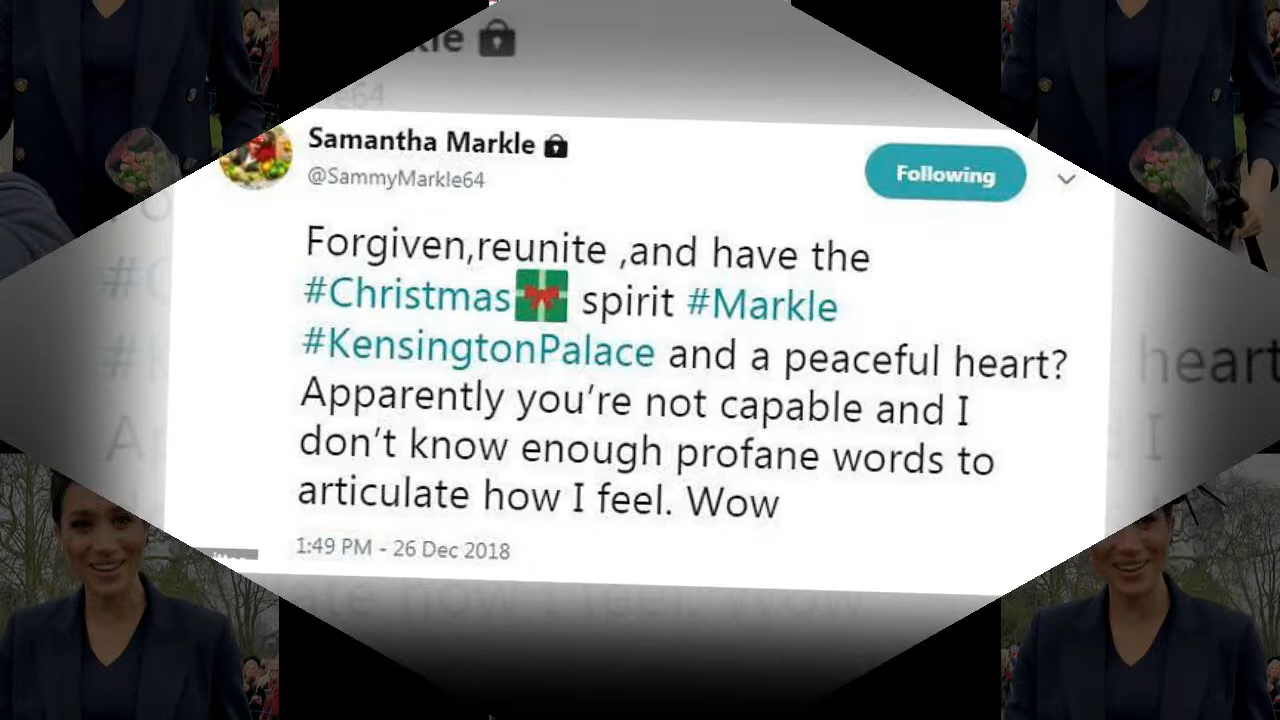 Samantha Markle
@SammyMarkle64
Following
Forgiven,reunite ,and have the
#Christmas🎁 spirit #Markle
#KensingtonPalace and a peaceful heart?
Apparently you’re not capable and I
don’t know enough profane words to
articulate how I feel. Wow
1:49 PM - 26 Dec 2018
heart
I